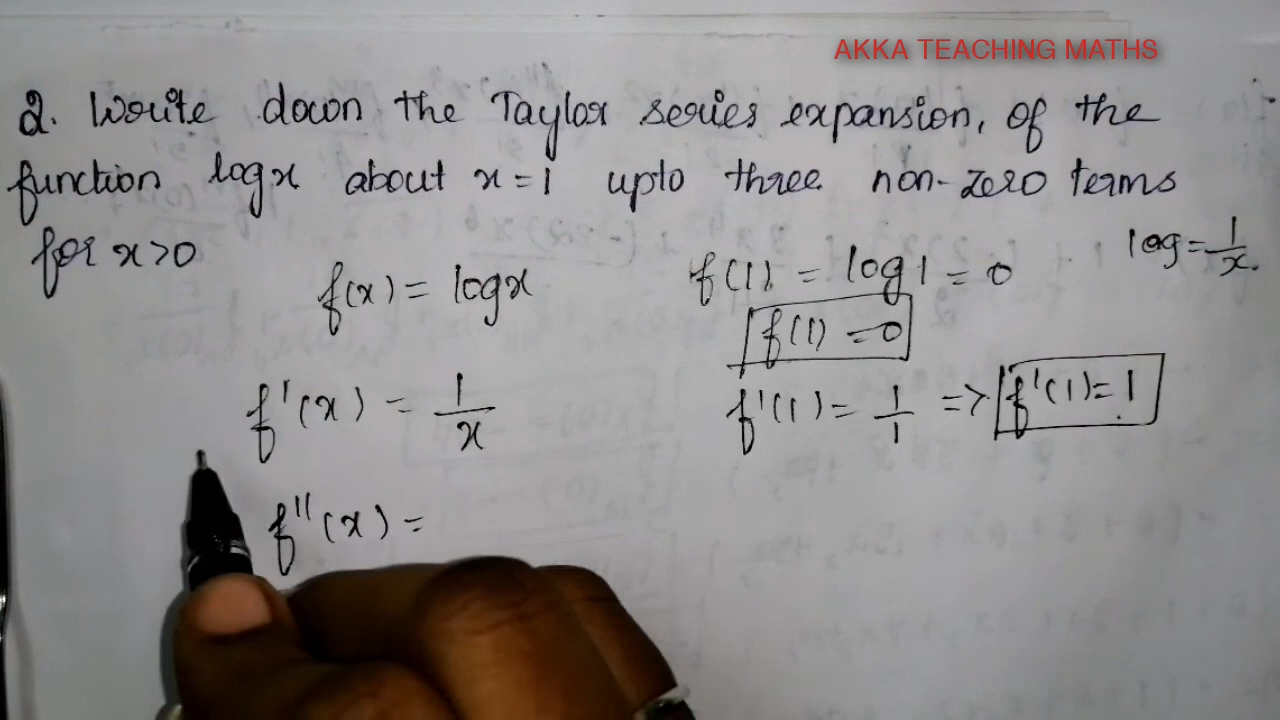 AKKA TEACHING MATHS
2. Write down the Taylor series expansion, of the
function log x about x = 1 upto three non-zero terms
for x > 0
log = 1/x.
f(x) = log x
f(1) = log 1 = 0
f(1) = 0
f'(x) = 1/x
f'(1) = 1/1 => f'(1) = 1
f''(x) =